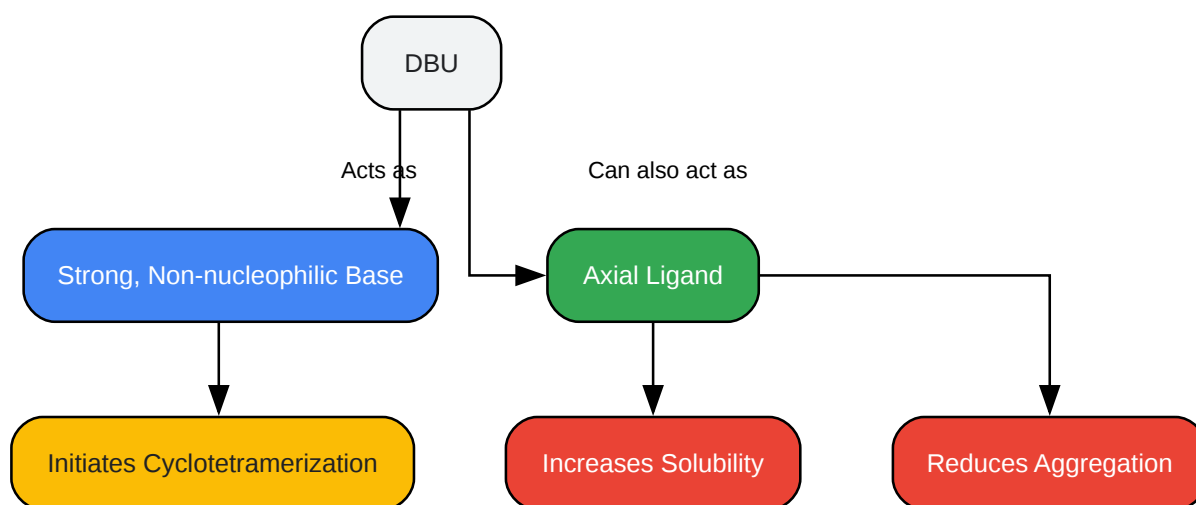 DBU
Acts as
Can also act as
Strong, Non-nucleophilic Base
Axial Ligand
Initiates Cyclotetramerization
Increases Solubility
Reduces Aggregation